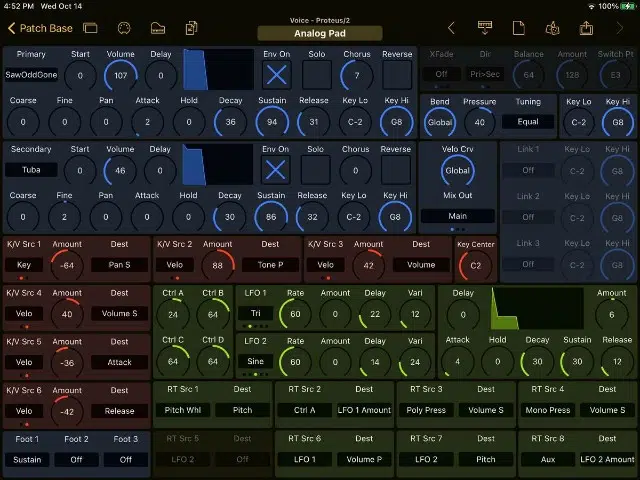 4:52 PM Wed Oct 14
100%
Patch Base
Voice - Proteus/2
Analog Pad
Primary Start Volume Delay Env On Solo Chorus Reverse
SawOddGone 0 107 0 7
Coarse Fine Pan Attack Hold Decay Sustain Release Key Lo Key Hi
0 0 0 2 0 36 94 31 C-2 G8
XFade Dir Balance Amount Switch Pt
Off Pri>Sec 64 128 E3
Bend Pressure Tuning Key Lo Key Hi
Global 40 Equal C-2 G8
Secondary Start Volume Delay Env On Solo Chorus Reverse
Tuba 0 46 0 0
Coarse Fine Pan Attack Hold Decay Sustain Release Key Lo Key Hi
0 2 0 0 0 30 86 32 C-2 G8
Velo Crv
Global
Mix Out
Main
Link 1 Key Lo Key Hi
Off C-2 G8
Link 2 Key Lo Key Hi
Off C-2 G8
Link 3 Key Lo Key Hi
Off C-2 G8
K/V Src 1 Amount Dest
Key -64 Pan S
K/V Src 2 Amount Dest
Velo 88 Tone P
K/V Src 3 Amount Dest
Velo 42 Volume
Key Center
C2
K/V Src 4 Amount Dest
Velo 40 Volume S
K/V Src 5 Amount Dest
Velo -36 Attack
K/V Src 6 Amount Dest
Velo -42 Release
Ctrl A Ctrl B
24 64
Ctrl C Ctrl D
64 64
LFO 1 Rate Amount Delay Vari
Tri 60 0 22 12
LFO 2 Rate Amount Delay Vari
Sine 60 0 14 24
Delay Amount
0 6
Attack Hold Decay Sustain Release
4 0 30 30 12
RT Src 1 Dest
Pitch Whl Pitch
RT Src 2 Dest
Ctrl A LFO 1 Amount
RT Src 3 Dest
Poly Press Volume S
RT Src 4 Dest
Mono Press Volume S
Foot 1 Foot 2 Foot 3
Sustain Off Off
RT Src 5 Dest
LFO 2 Off
RT Src 6 Dest
LFO 1 Volume P
RT Src 7 Dest
LFO 2 Pitch
RT Src 8 Dest
Aux LFO 2 Amount